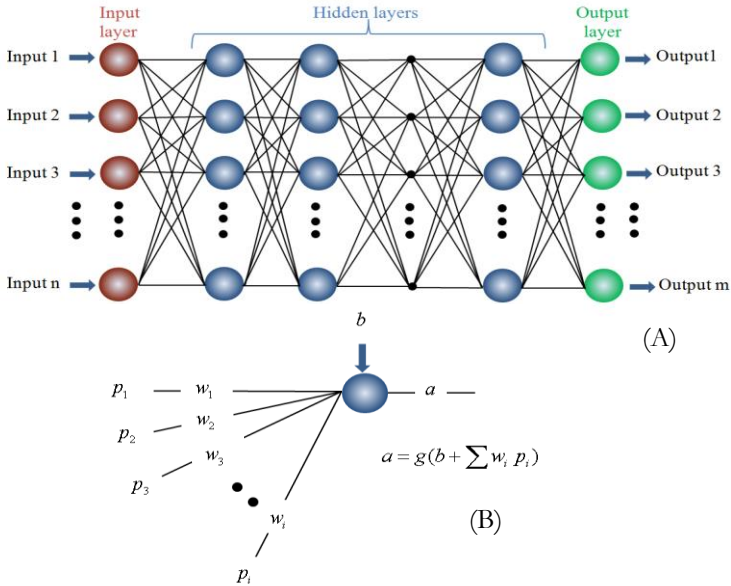 Input layer
Hidden layers
Output layer
Input 1
Output1
Input 2
Output 2
Input 3
Output 3
Input n
Output m
(A)
b
p₁ w₁ a
p₂ w₂
p₃ w₃
a = g(b + ∑ wᵢ pᵢ)
wᵢ
(B)
pᵢ